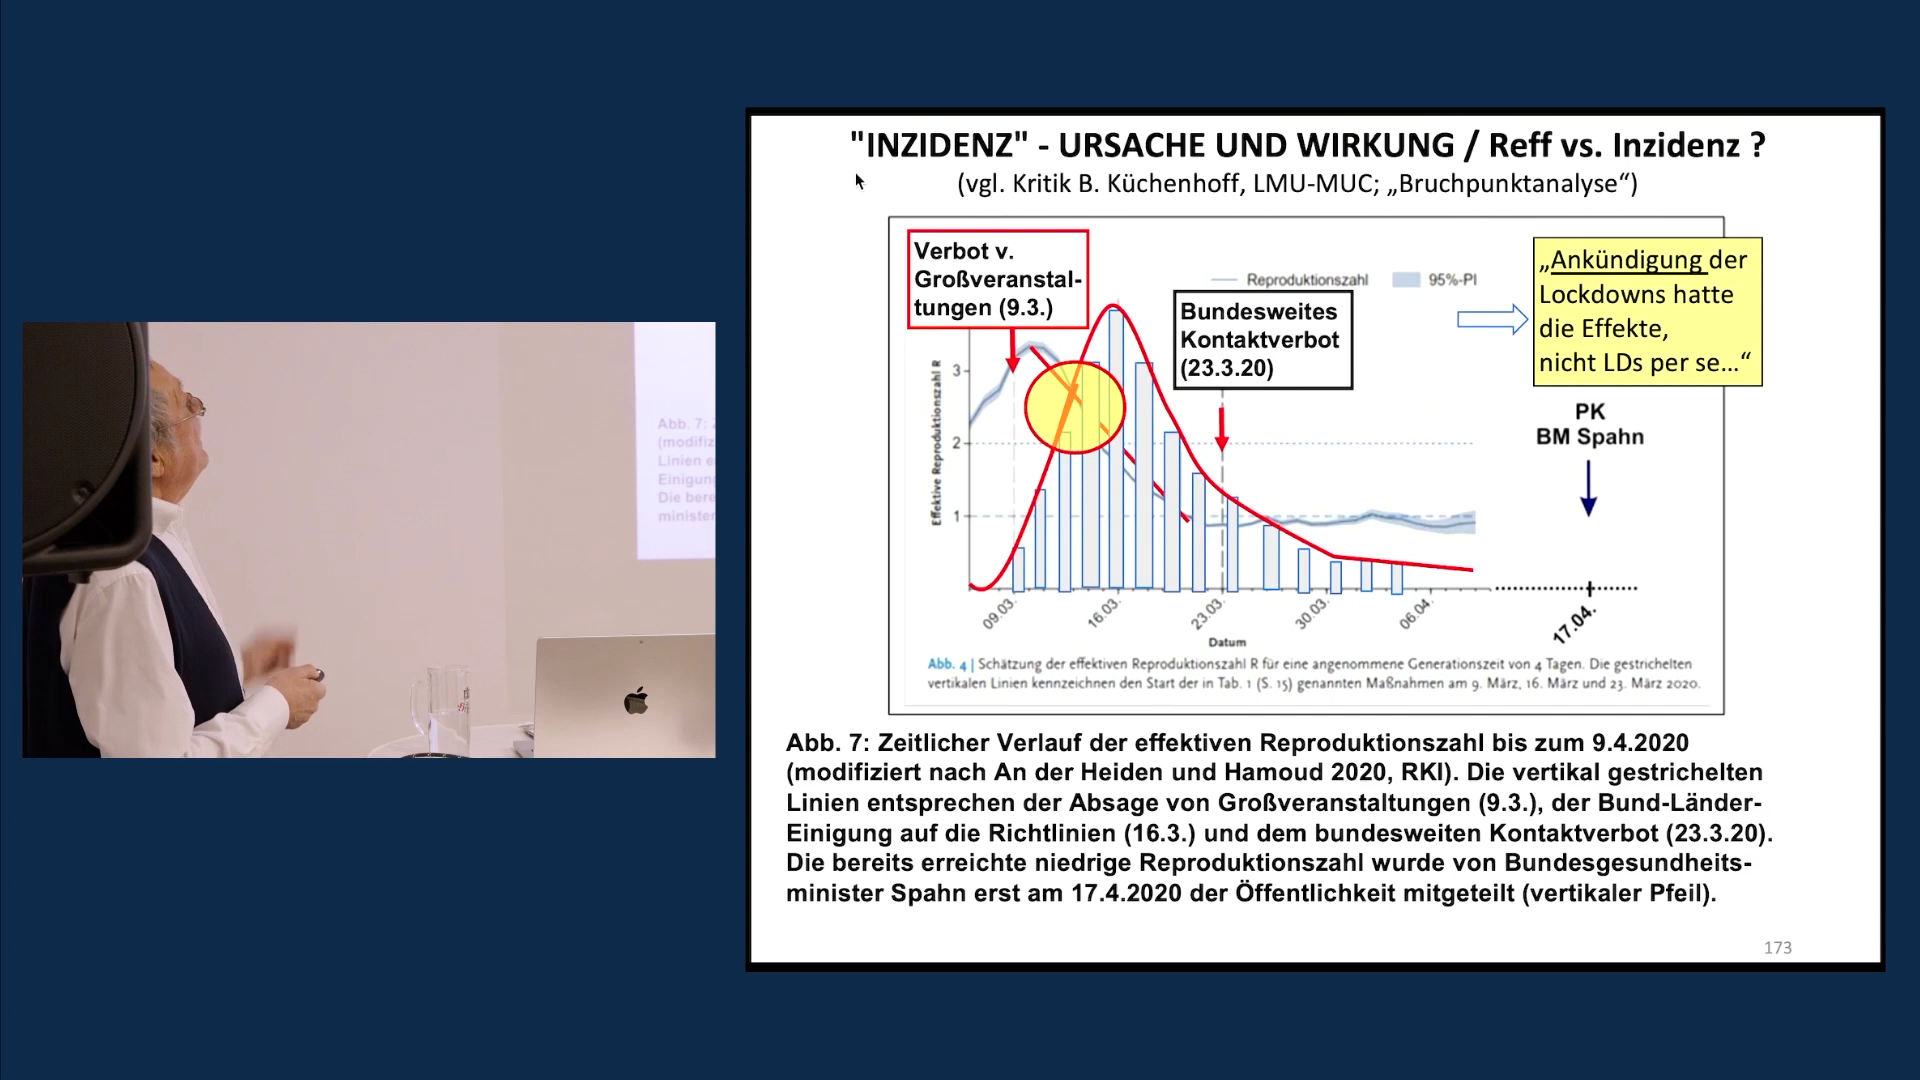 "INZIDENZ" - URSACHE UND WIRKUNG / Reff vs. Inzidenz ?
(vgl. Kritik B. Küchenhoff, LMU-MUC; „Bruchpunktanalyse“)
Verbot v.
Großveranstal-
tungen (9.3.)
Reproduktionszahl
95%-PI
Bundesweites
Kontaktverbot
(23.3.20)
„Ankündigung der
Lockdowns hatte
die Effekte,
nicht LDs per se…“
PK
BM Spahn
Effektive Reproduktionszahl R
3
2
1
09.03.
16.03.
23.03.
30.03.
06.04.
17.04.
Datum
Abb. 4 | Schätzung der effektiven Reproduktionszahl R für eine angenommene Generationszeit von 4 Tagen. Die gestrichelten
vertikalen Linien kennzeichnen den Start der in Tab. 1 (S. 15) genannten Maßnahmen am 9. März, 16. März und 23. März 2020.
Abb. 7: Zeitlicher Verlauf der effektiven Reproduktionszahl bis zum 9.4.2020
(modifiziert nach An der Heiden und Hamoud 2020, RKI). Die vertikal gestrichelten
Linien entsprechen der Absage von Großveranstaltungen (9.3.), der Bund-Länder-
Einigung auf die Richtlinien (16.3.) und dem bundesweiten Kontaktverbot (23.3.20).
Die bereits erreichte niedrige Reproduktionszahl wurde von Bundesgesundheits-
minister Spahn erst am 17.4.2020 der Öffentlichkeit mitgeteilt (vertikaler Pfeil).
173
Abb. 7:
(modifiz
Linien e
Einigung
Die bere
minister